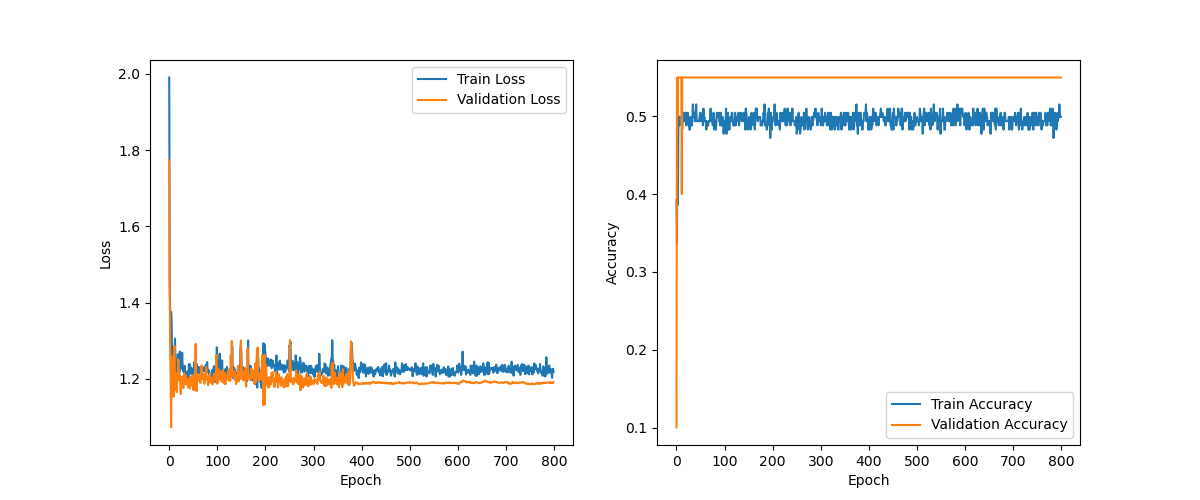 2.0
1.8
1.6
1.4
1.2
Loss
0 100 200 300 400 500 600 700 800
Epoch
Train Loss
Validation Loss
0.5
0.4
0.3
0.2
0.1
Accuracy
0 100 200 300 400 500 600 700 800
Epoch
Train Accuracy
Validation Accuracy